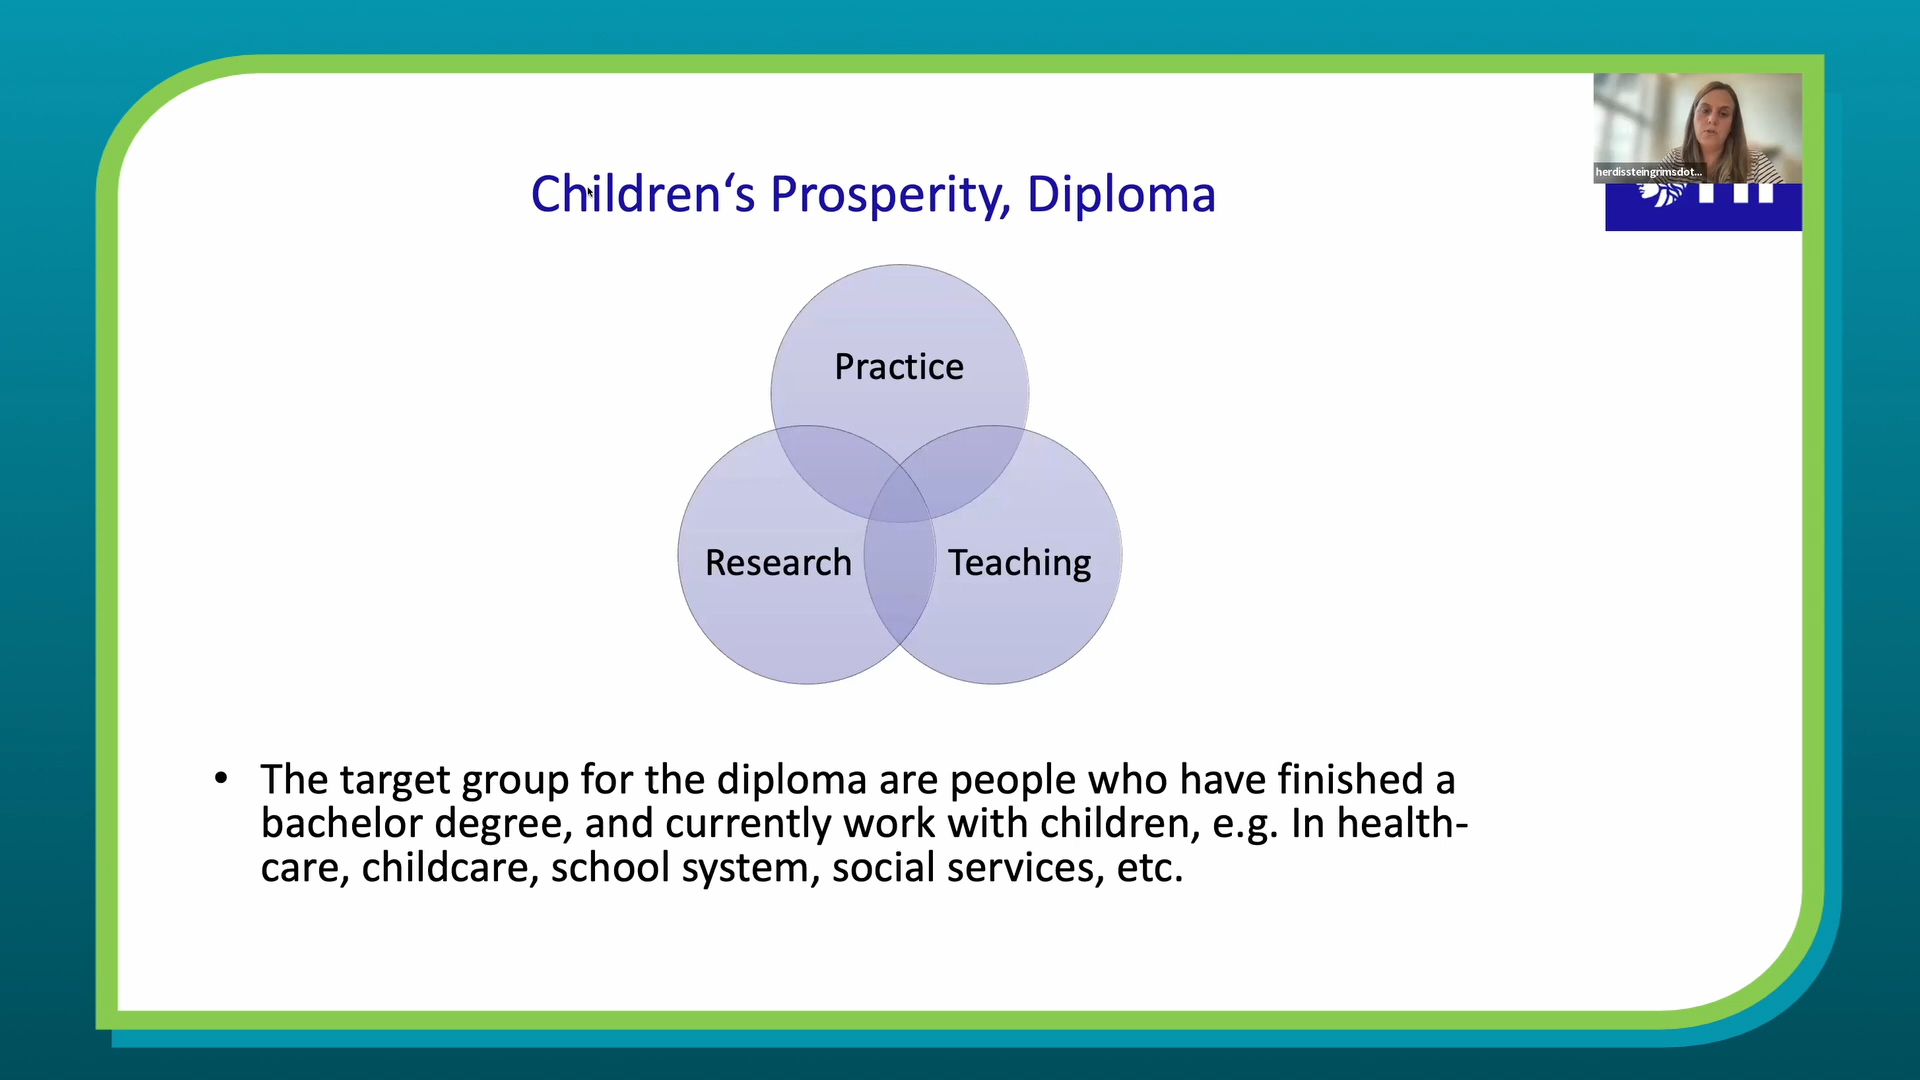 herdissteingrimsdot...
Children‘s Prosperity, Diploma
Practice
Research
Teaching
• The target group for the diploma are people who have finished a
bachelor degree, and currently work with children, e.g. In health-
care, childcare, school system, social services, etc.